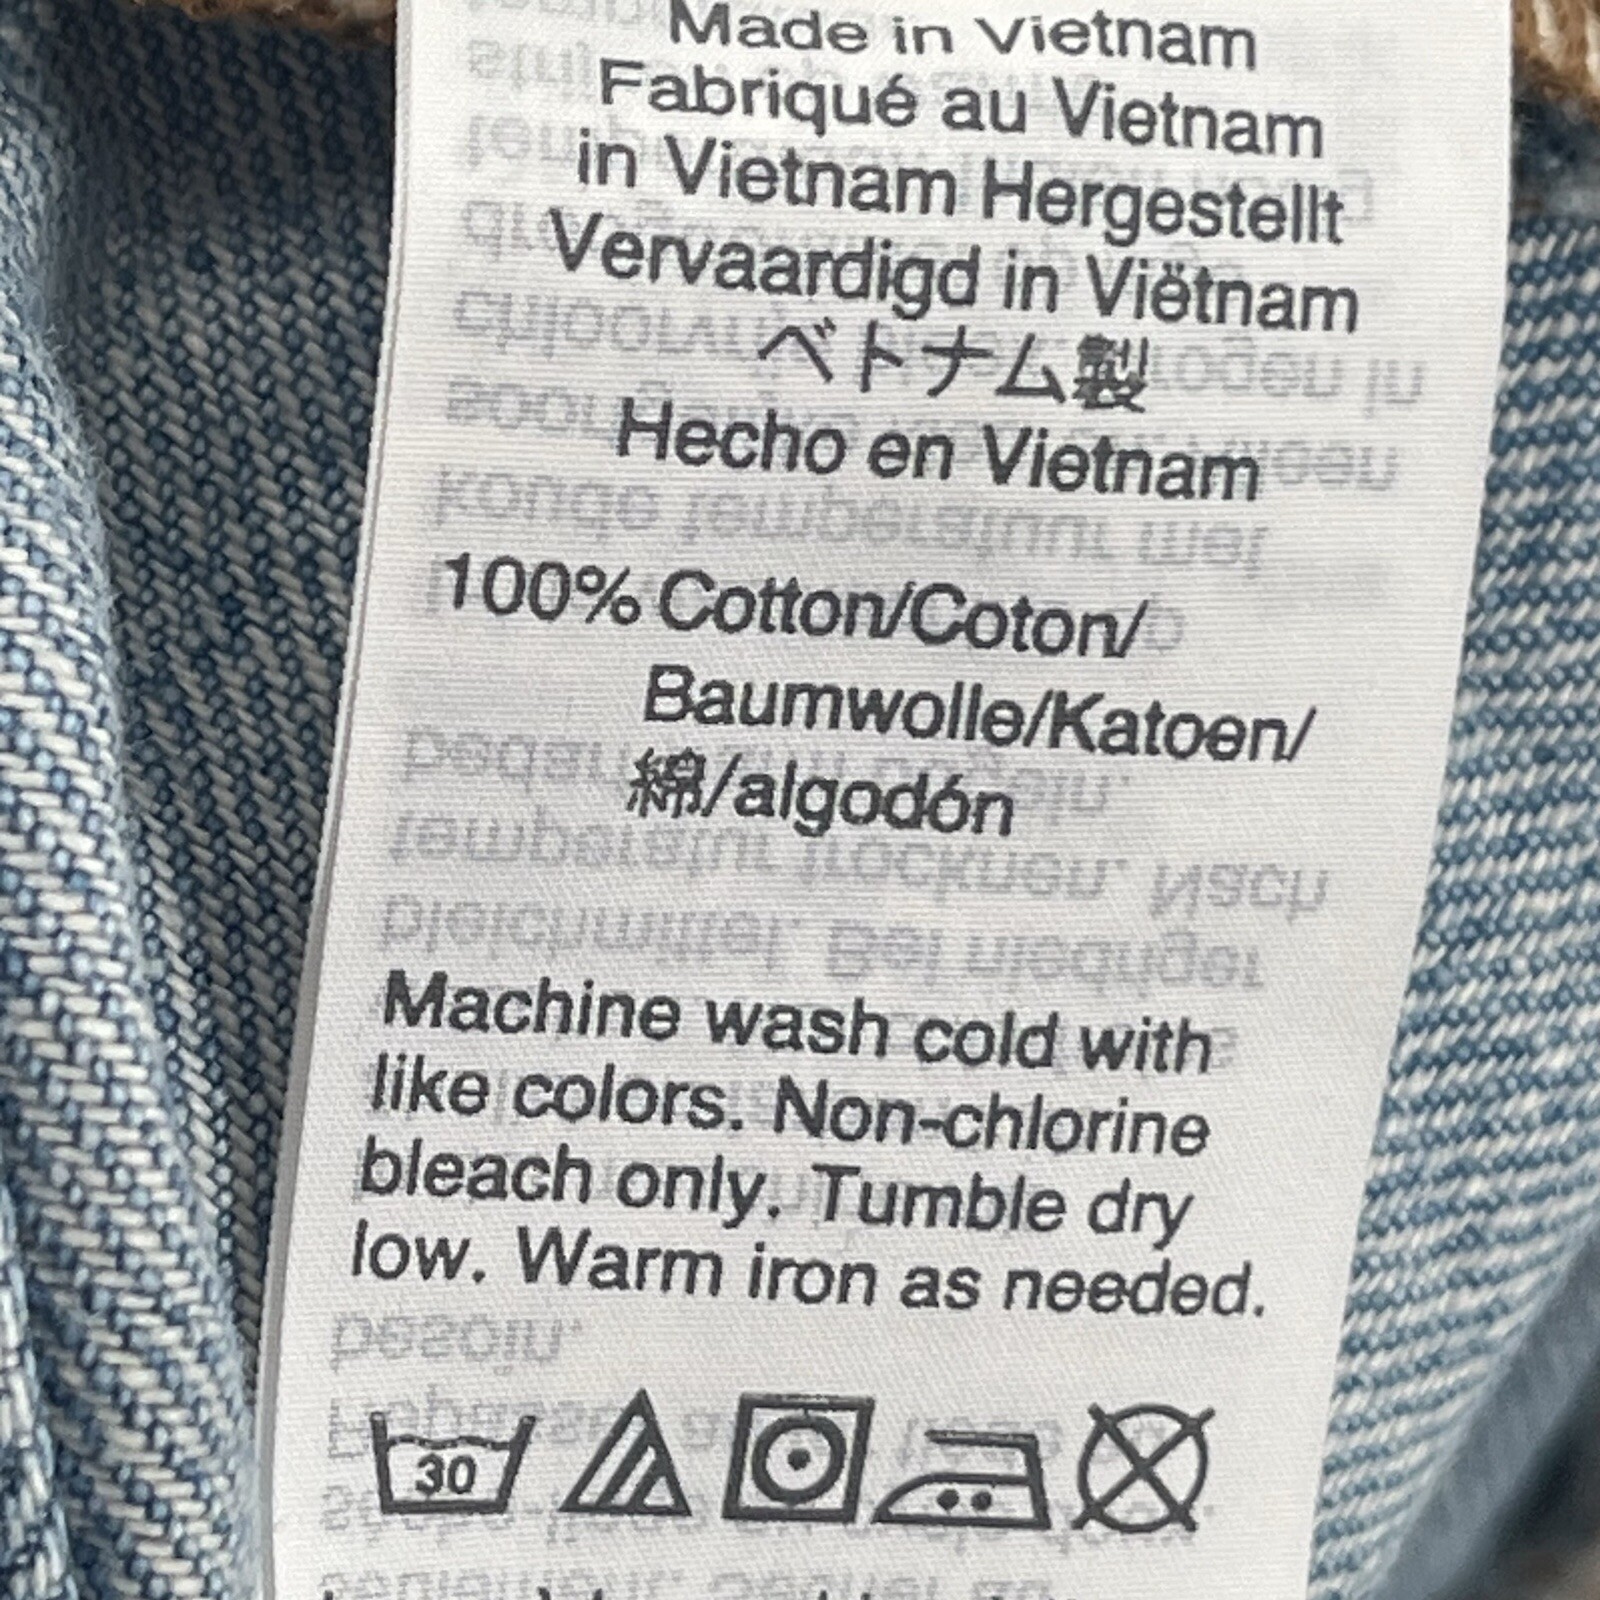 Made in Vietnam
Fabriqué au Vietnam
in Vietnam Hergestellt
Vervaardigd in Viëtnam
ベトナム製
Hecho en Vietnam
100% Cotton/Coton/
Baumwolle/Katoen/
綿/algodón
Machine wash cold with
like colors. Non-chlorine
bleach only. Tumble dry
low. Warm iron as needed.
30